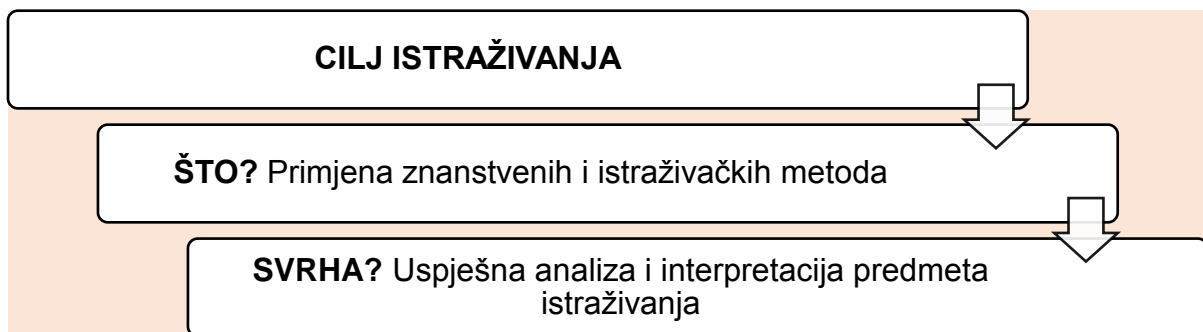 CILJ ISTRAŽIVANJA
ŠTO? Primjena znanstvenih i istraživačkih metoda
SVRHA? Uspješna analiza i interpretacija predmeta
istraživanja